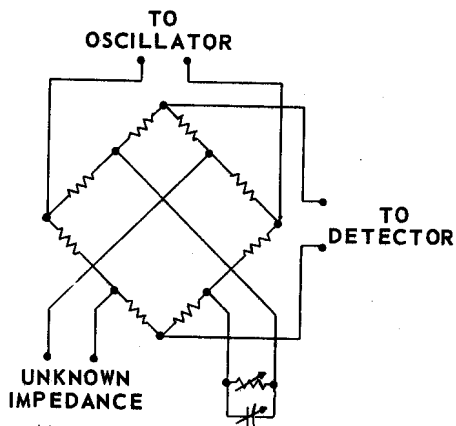 TO
OSCILLATOR
TO
DETECTOR
UNKNOWN
IMPEDANCE